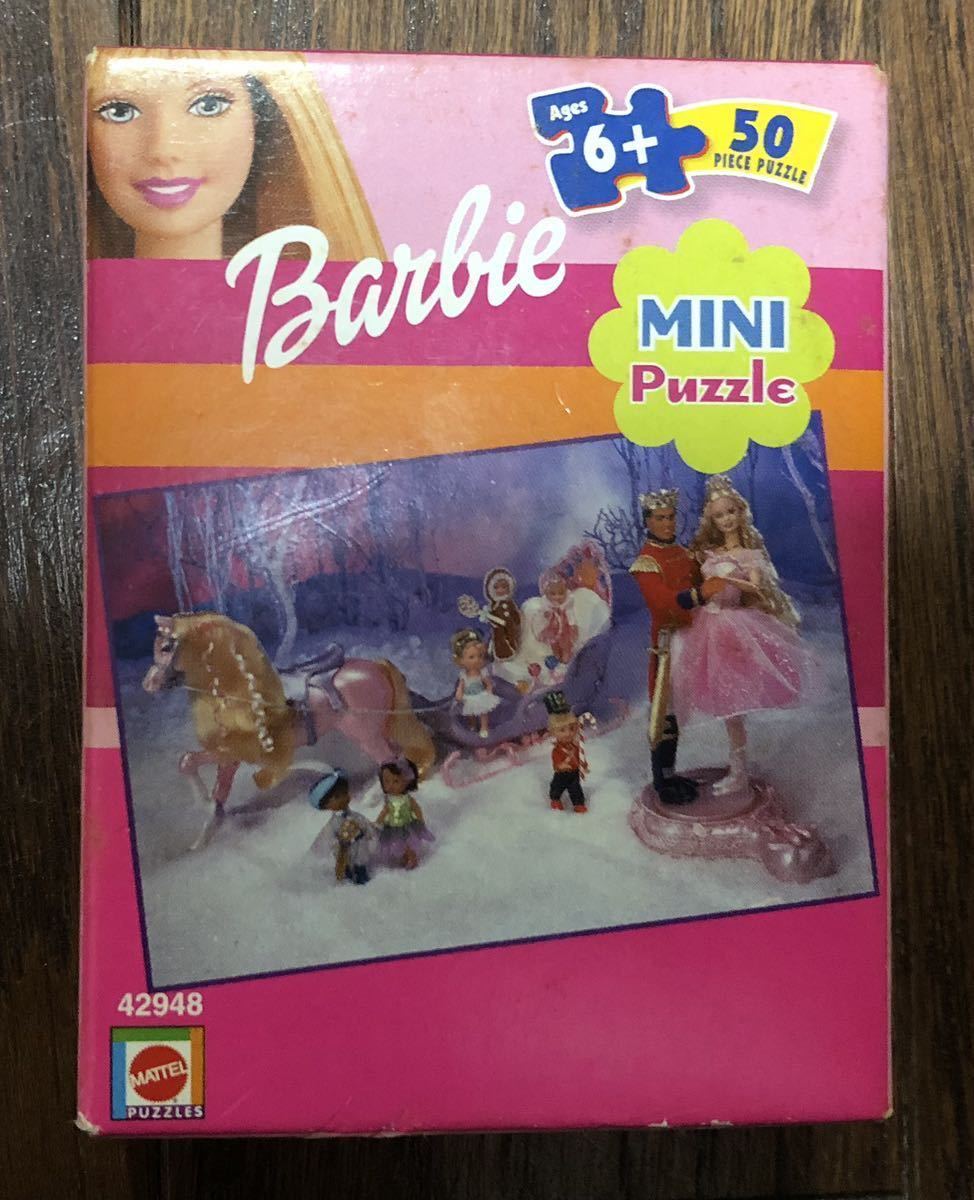 Ages
6+
50
PIECE PUZZLE
Barbie
MINI
Puzzle
42948
MATTEL
PUZZLES